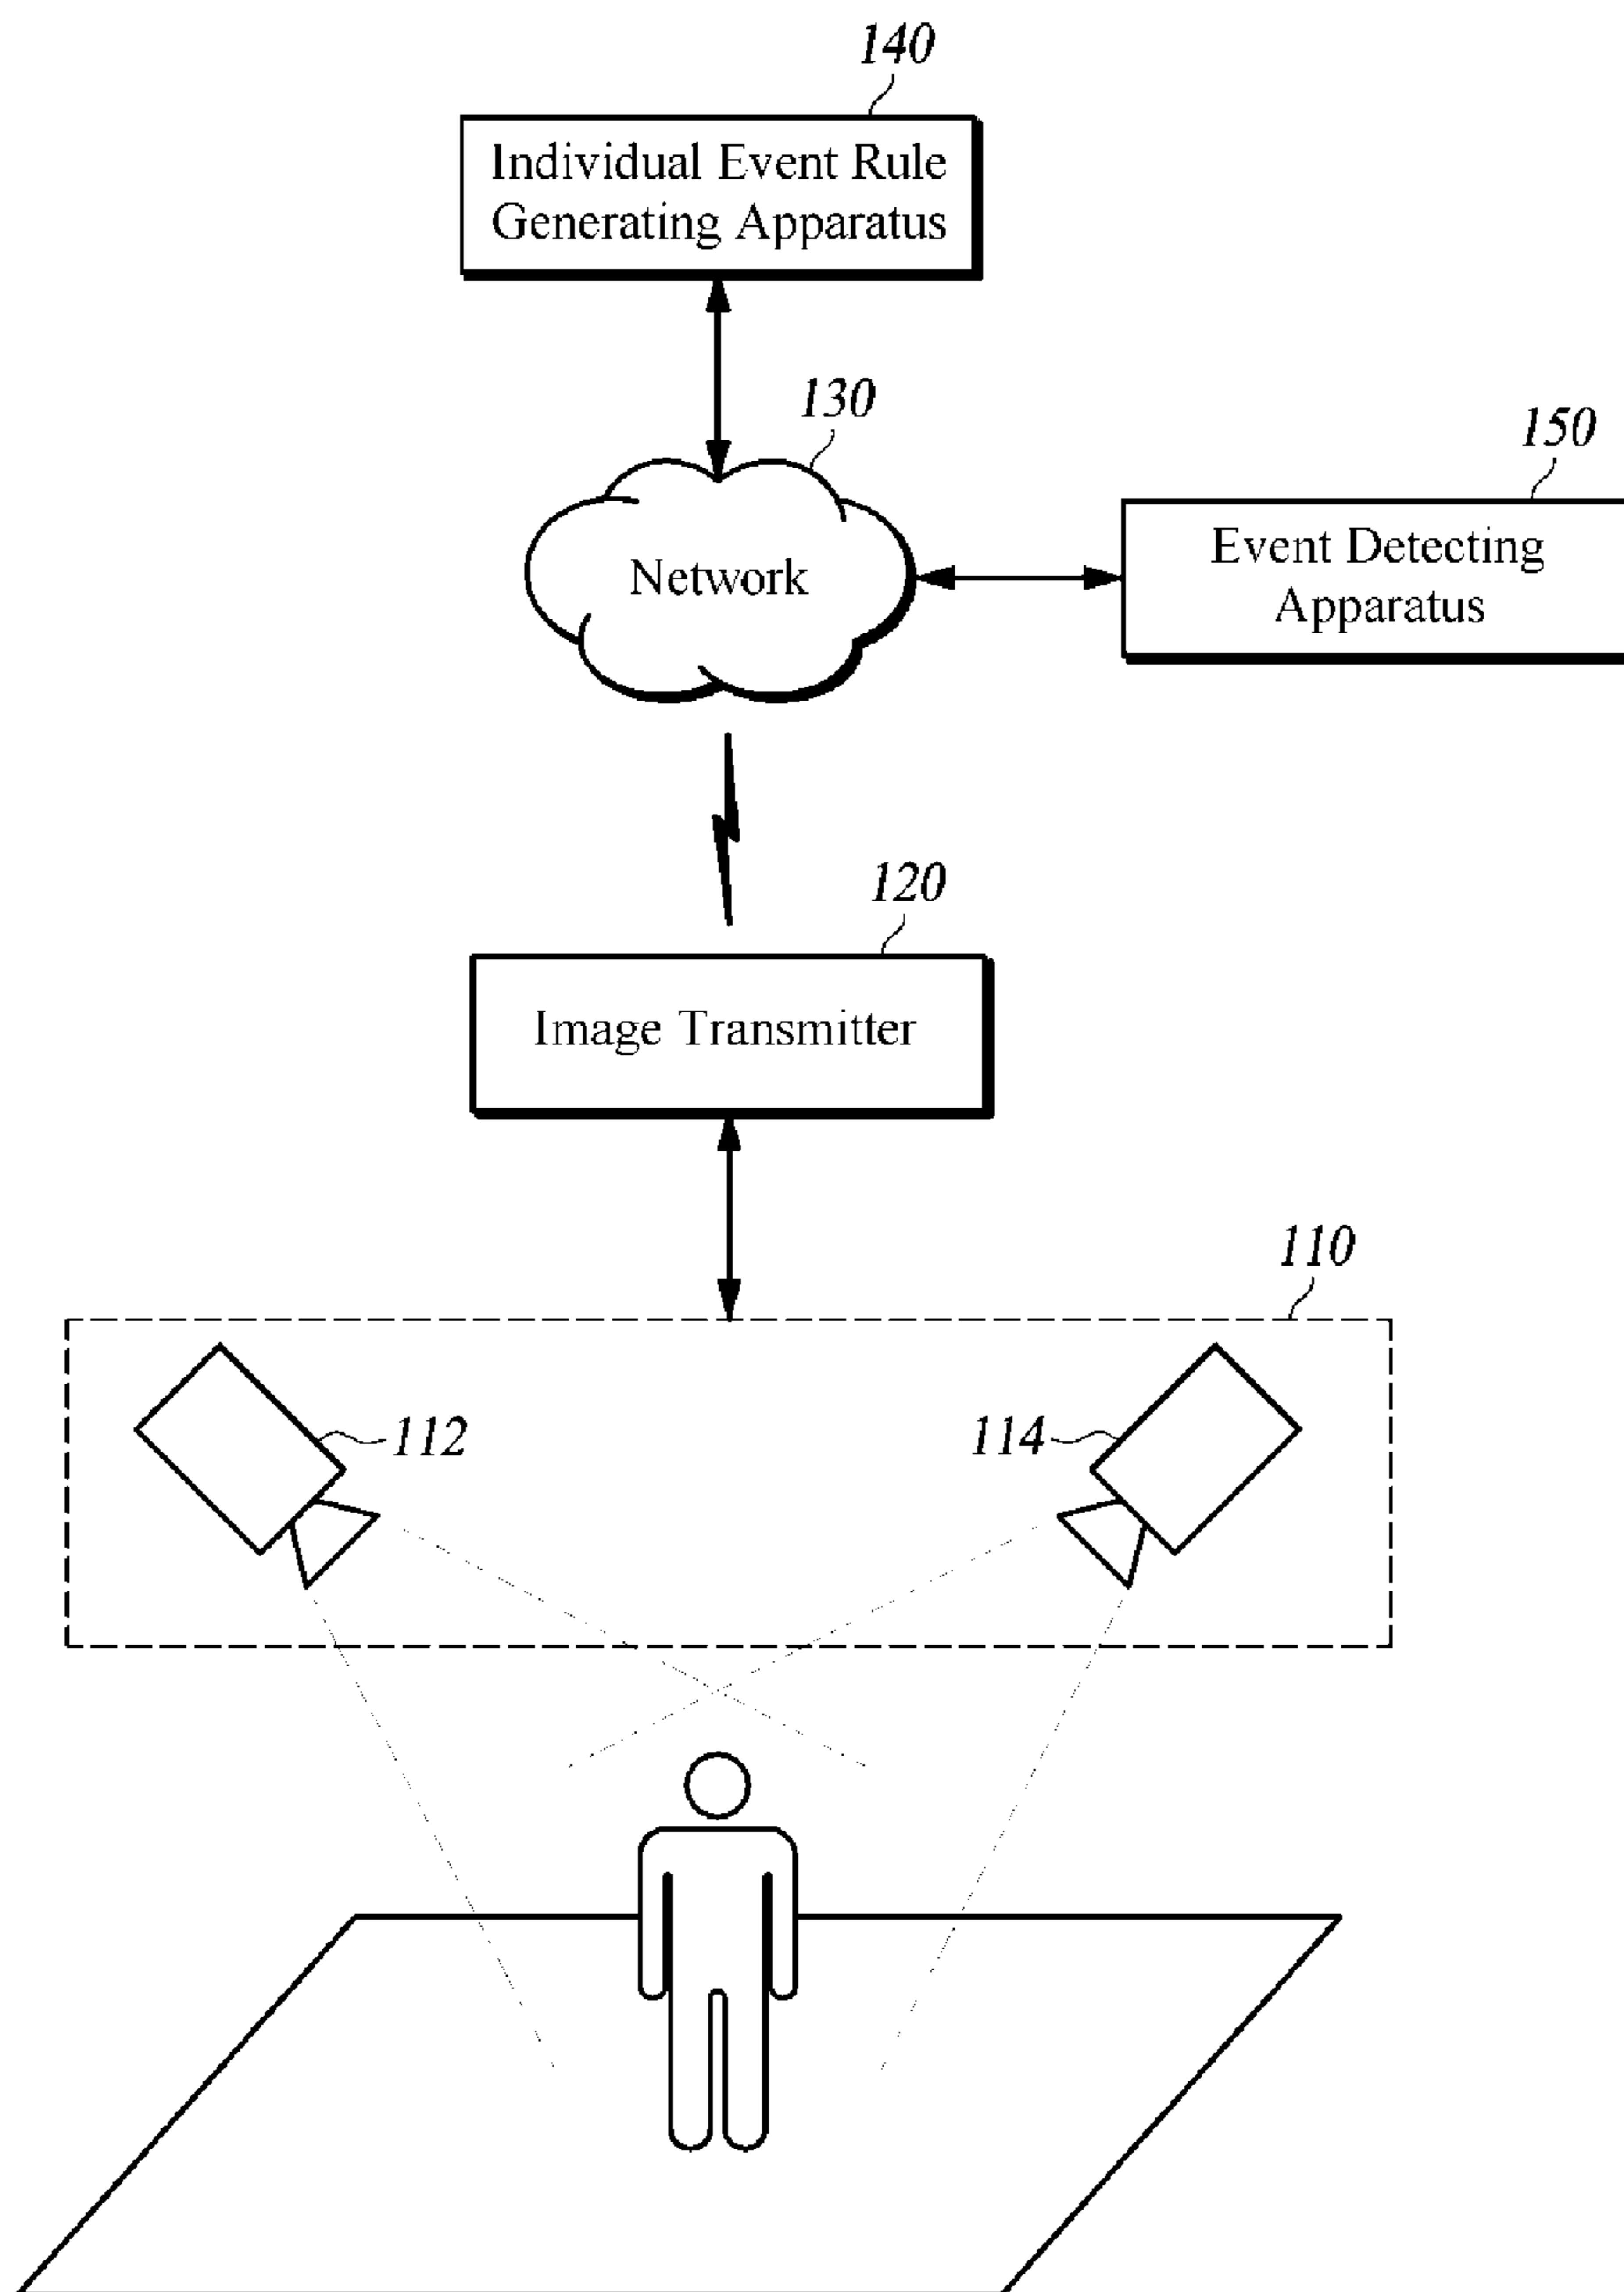 140
Individual Event Rule
Generating Apparatus
130
150
Network
Event Detecting
Apparatus
120
Image Transmitter
110
112
114